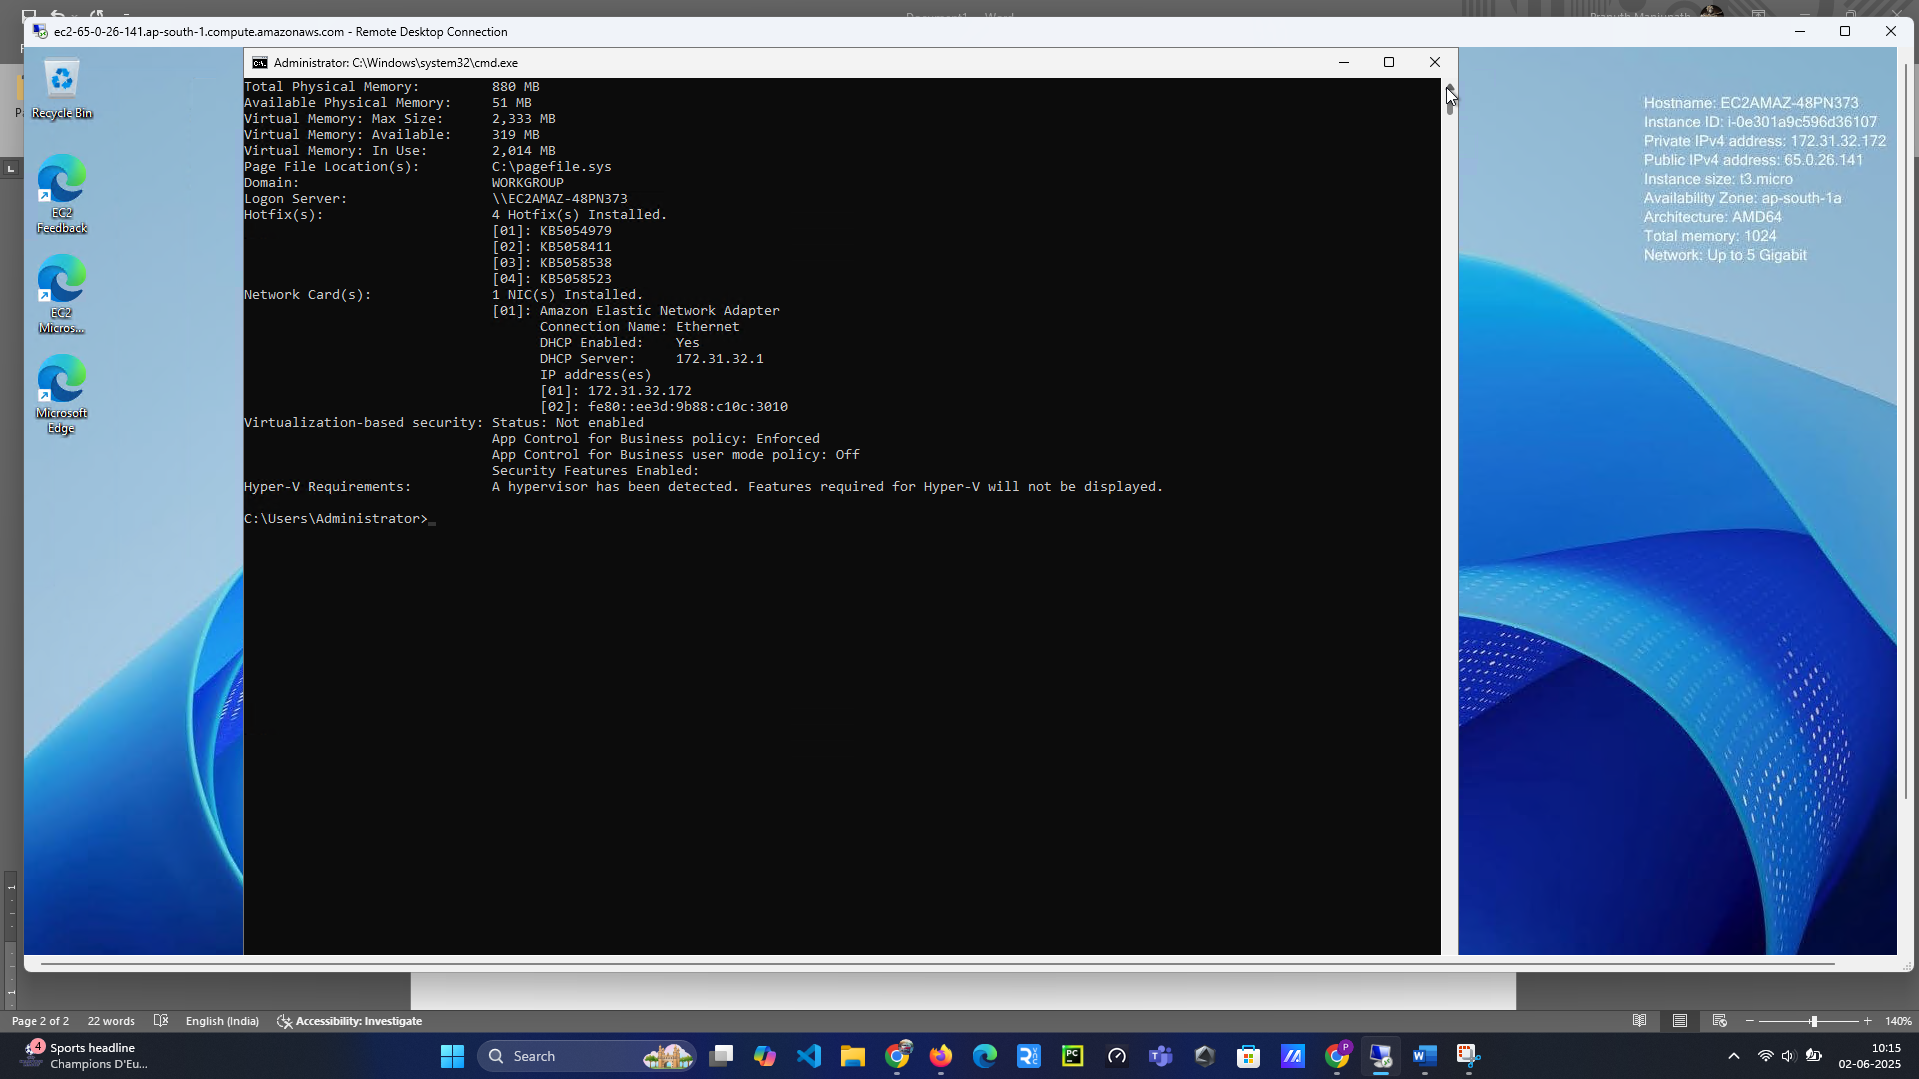 ec2-65-0-26-141.ap-south-1.compute.amazonaws.com - Remote Desktop Connection
Administrator: C:\Windows\system32\cmd.exe
Total Physical Memory: 880 MB
Available Physical Memory: 51 MB
Virtual Memory: Max Size: 2,333 MB
Virtual Memory: Available: 319 MB
Virtual Memory: In Use: 2,014 MB
Page File Location(s): C:\pagefile.sys
Domain: WORKGROUP
Logon Server: \\EC2AMAZ-48PN373
Hotfix(s): 4 Hotfix(s) Installed.
[01]: KB5054979
[02]: KB5058411
[03]: KB5058538
[04]: KB5058523
Network Card(s): 1 NIC(s) Installed.
[01]: Amazon Elastic Network Adapter
Connection Name: Ethernet
DHCP Enabled: Yes
DHCP Server: 172.31.32.1
IP address(es)
[01]: 172.31.32.172
[02]: fe80::ee3d:9b88:c10c:3010
Virtualization-based security: Status: Not enabled
App Control for Business policy: Enforced
App Control for Business user mode policy: Off
Security Features Enabled:
Hyper-V Requirements: A hypervisor has been detected. Features required for Hyper-V will not be displayed.
C:\Users\Administrator>
Recycle Bin
EC2
Feedback
EC2
Micros...
Microsoft
Edge
Hostname: EC2AMAZ-48PN373
Instance ID: i-0e301a9c596d36107
Private IPv4 address: 172.31.32.172
Public IPv4 address: 65.0.26.141
Instance size: t3.micro
Availability Zone: ap-south-1a
Architecture: AMD64
Total memory: 1024
Network: Up to 5 Gigabit
Page 2 of 2 22 words English (India) Accessibility: Investigate 140%
4 Sports headline
Champions D'Eu...
Search
10:15
02-06-2025